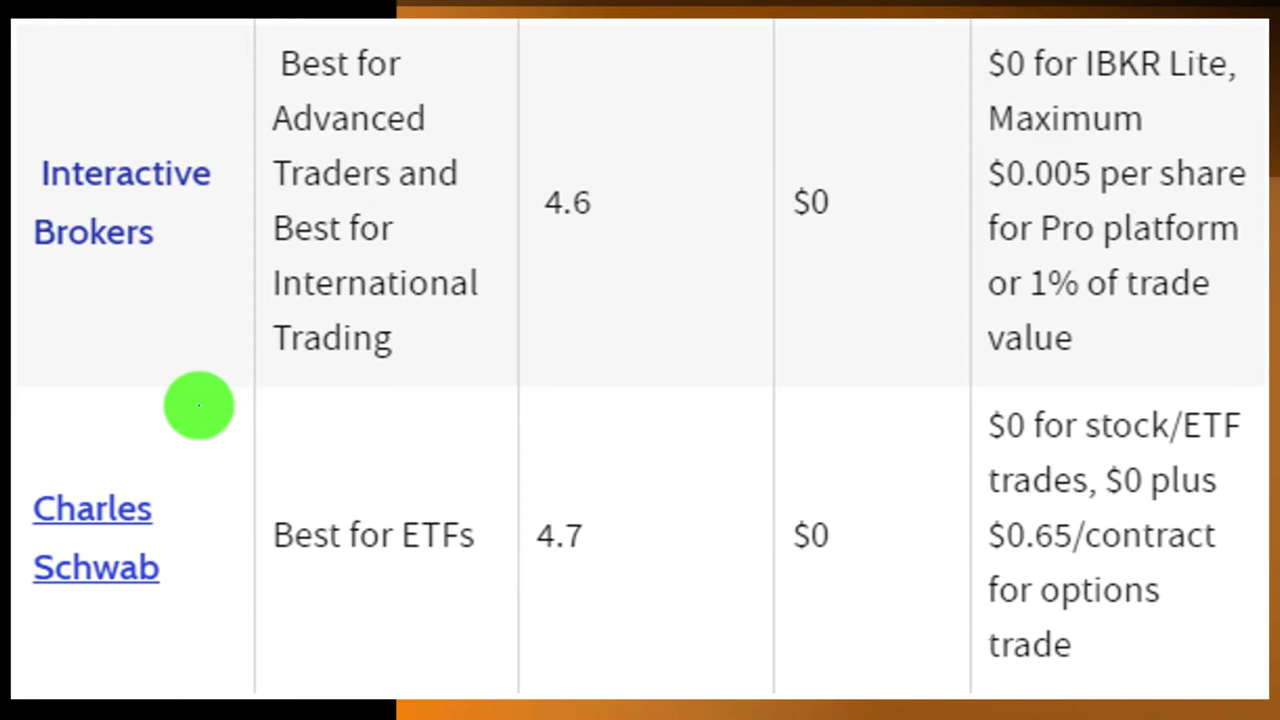 Interactive
Brokers
Best for
Advanced
Traders and
Best for
International
Trading
4.6
$0
$0 for IBKR Lite,
Maximum
$0.005 per share
for Pro platform
or 1% of trade
value
Charles
Schwab
Best for ETFs
4.7
$0
$0 for stock/ETF
trades, $0 plus
$0.65/contract
for options
trade